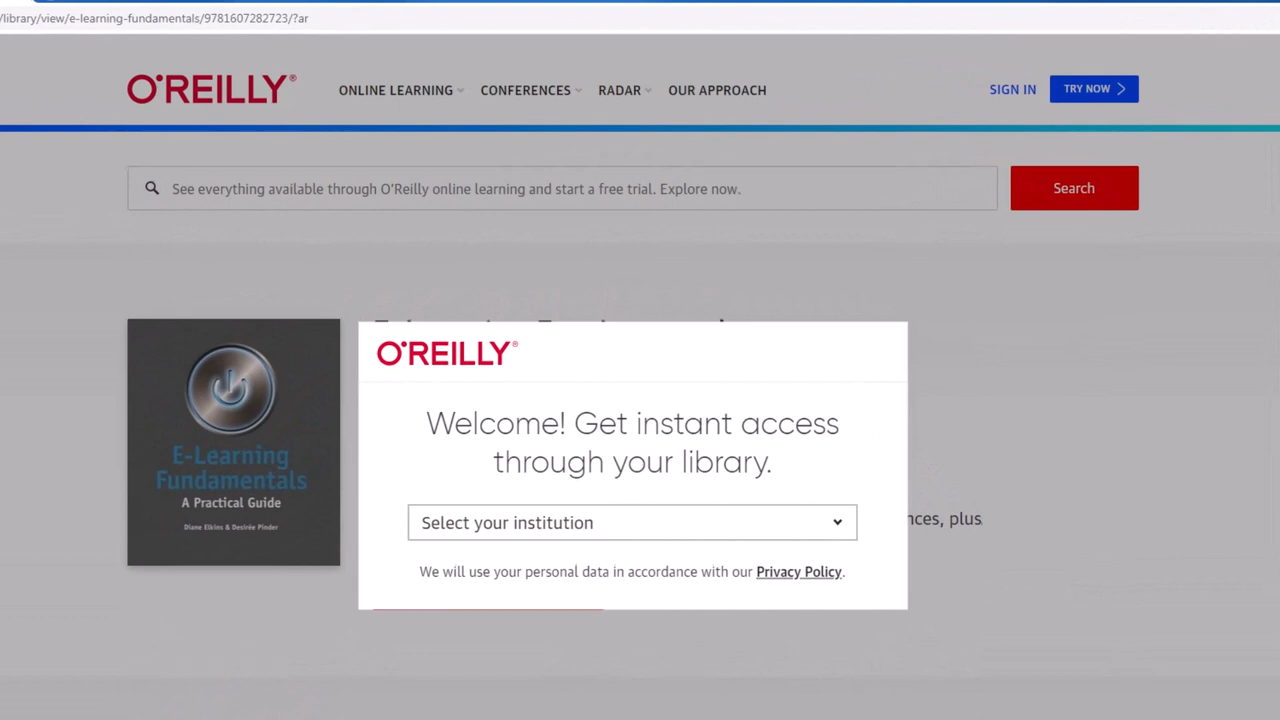 /library/view/e-learning-fundamentals/9781607282723/?ar
O'REILLY®
ONLINE LEARNING CONFERENCES RADAR OUR APPROACH
SIGN IN
TRY NOW
See everything available through O'Reilly online learning and start a free trial. Explore now.
Search
E-Learning
Fundamentals
A Practical Guide
Diane Elkins & Desirée Pinder
O'REILLY®
Welcome! Get instant access
through your library.
Select your institution
nces, plus
We will use your personal data in accordance with our Privacy Policy.